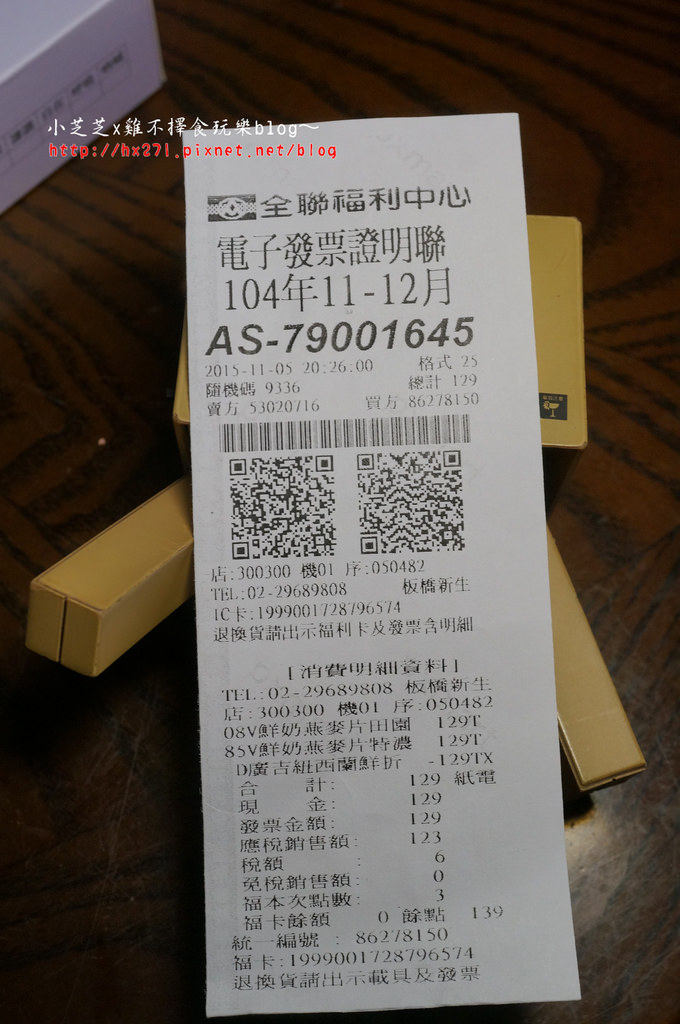 小芝芝x雞不擇食玩樂blog～
http://hx271.pixnet.net/blog
全聯福利中心
電子發票證明聯
104年11-12月
AS-79001645
2015-11-05 20:26:00 格式 25
隨機碼 9336 總計 129
賣方 53020716 買方 86278150
店:300300 機01 序:050482
TEL:02-29689808 板橋新生
IC卡:1999001728796574
退換貨請出示福利卡及發票含明細
[消費明細資料]
TEL:02-29689808 板橋新生
店:300300 機01 序:050482
08V鮮奶燕麥片田園 129T
85V鮮奶燕麥片特濃 129T
D廣吉紐西蘭鮮折 -129TX
合 計: 129 紙電
現 金: 129
發票金額: 129
應稅銷售額: 123
稅額 : 6
免稅銷售額: 0
福本次點數: 3
福卡餘額 0 餘點 139
統一編號 : 86278150
福卡:1999001728796574
退換貨請出示載具及發票